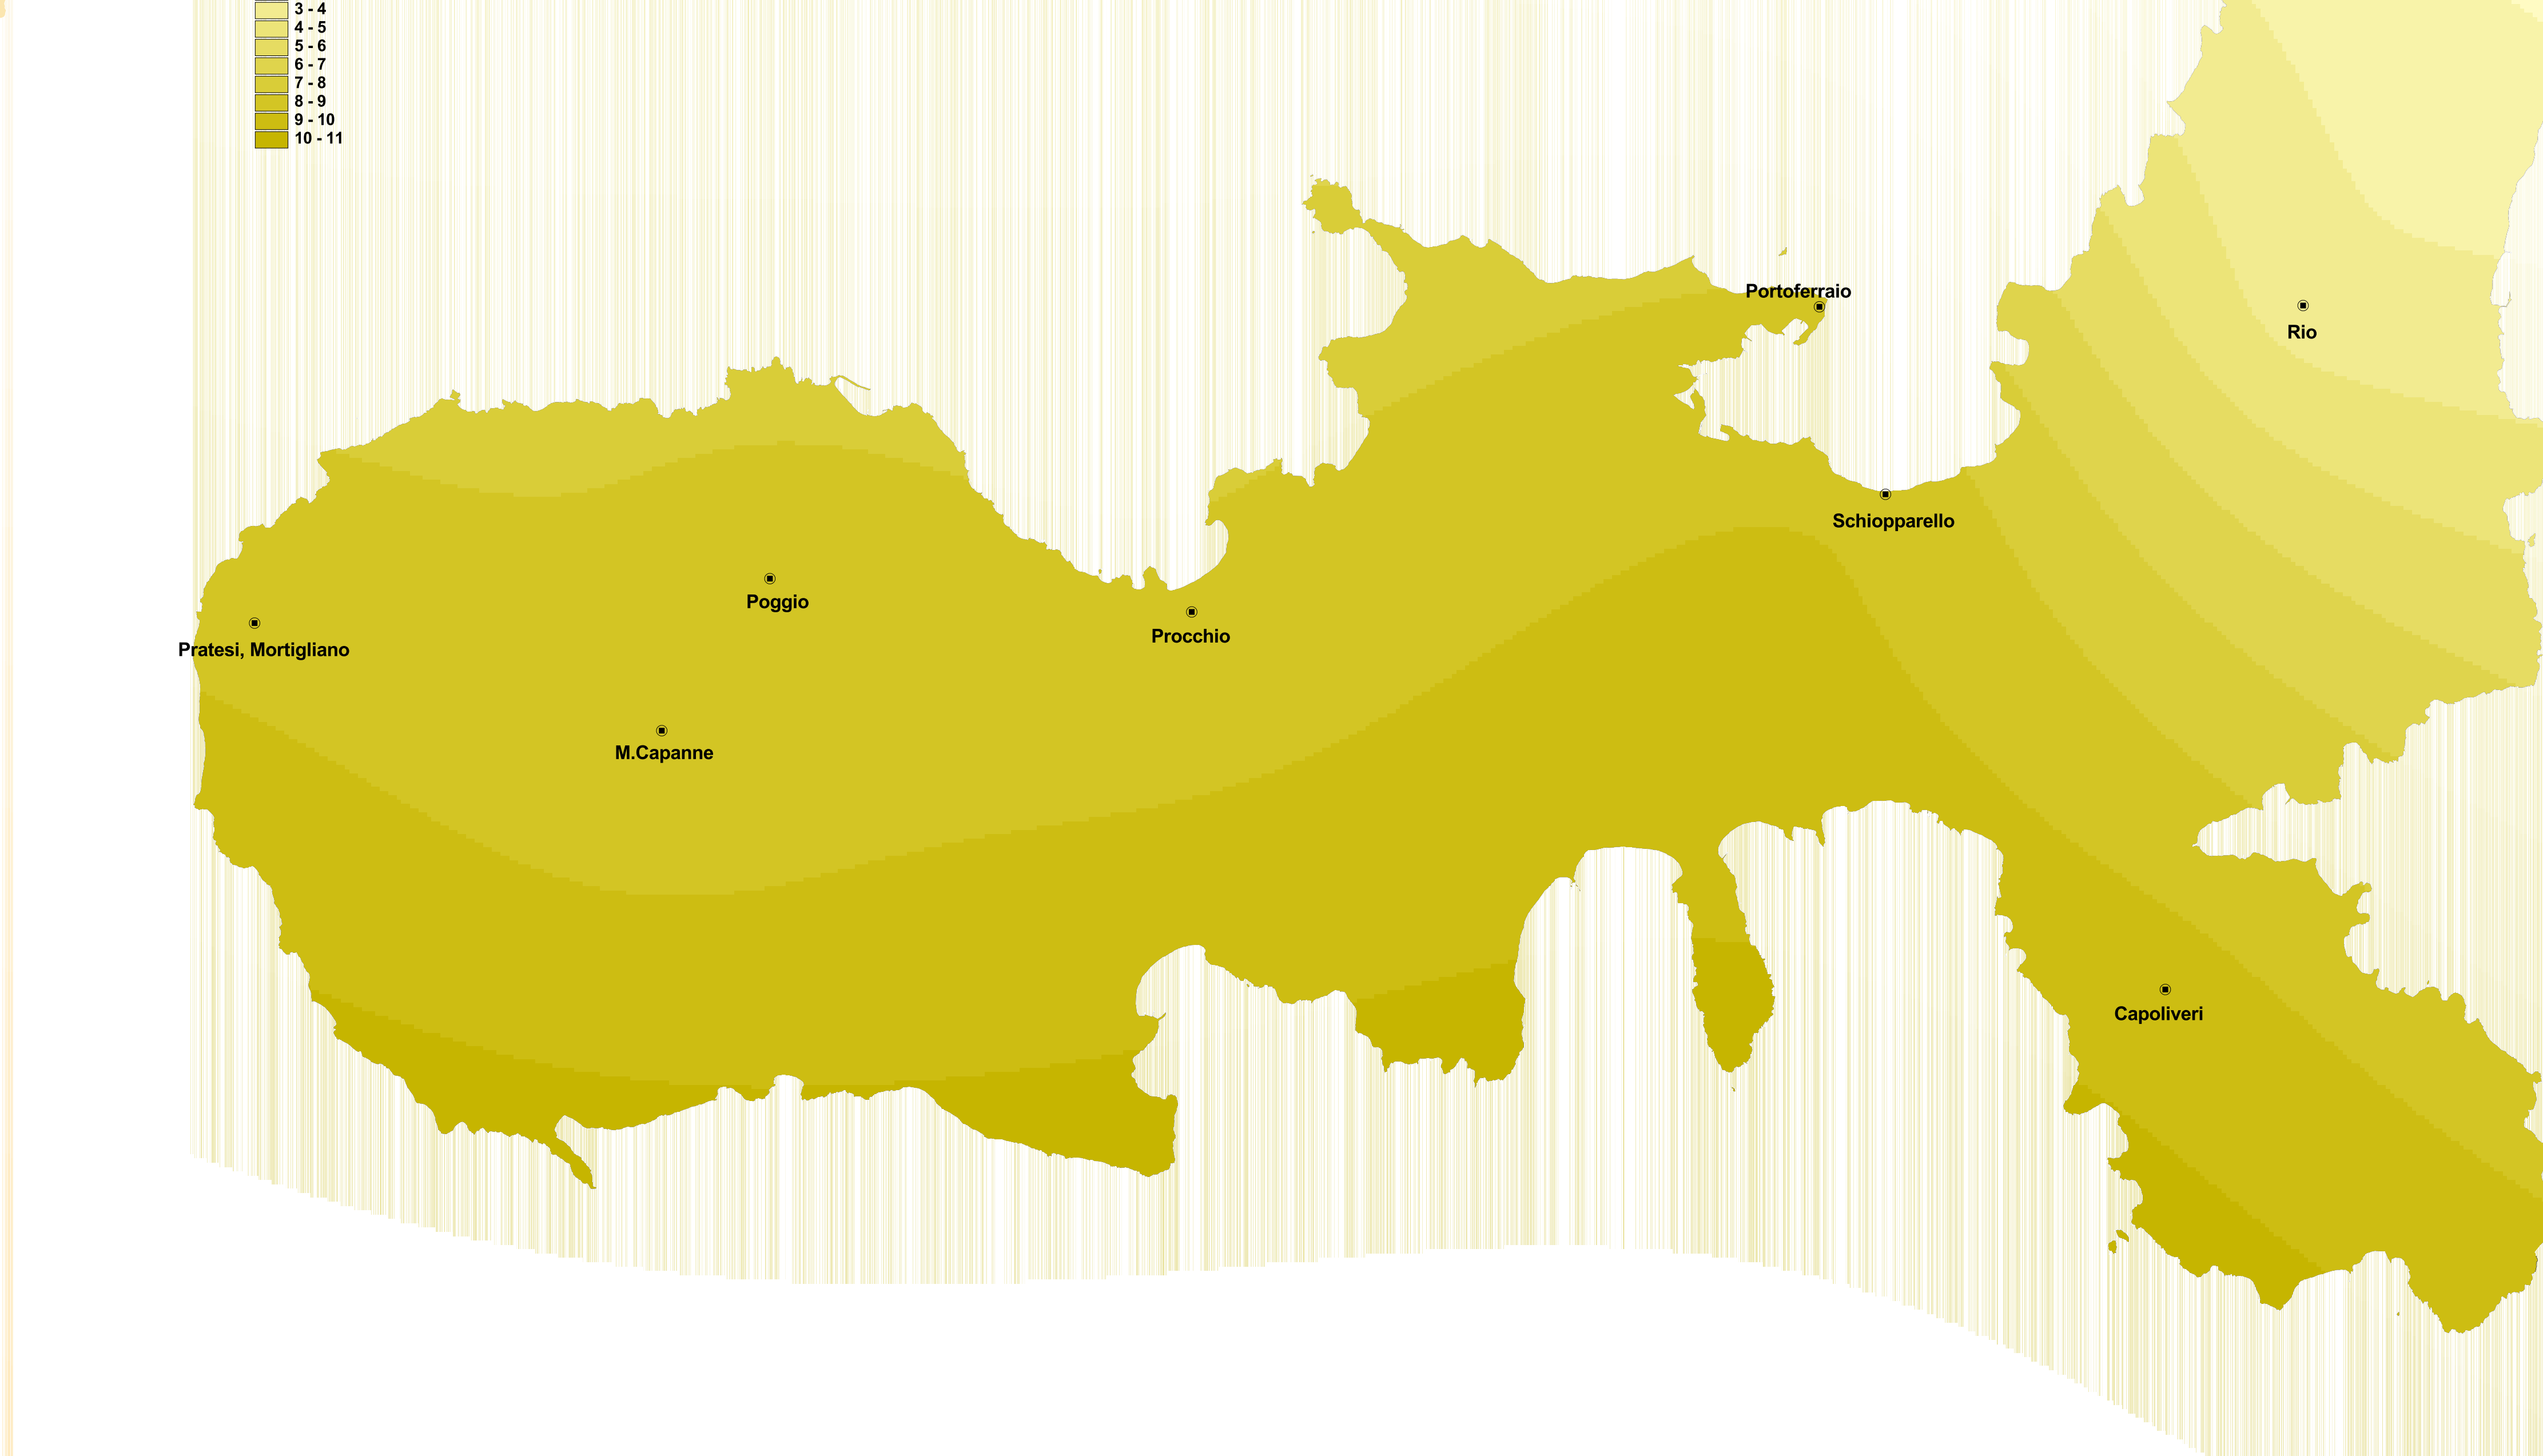 3 - 4
4 - 5
5 - 6
6 - 7
7 - 8
8 - 9
9 - 10
10 - 11
Portoferraio
Rio
Schiopparello
Poggio
Procchio
Pratesi, Mortigliano
M.Capanne
Capoliveri